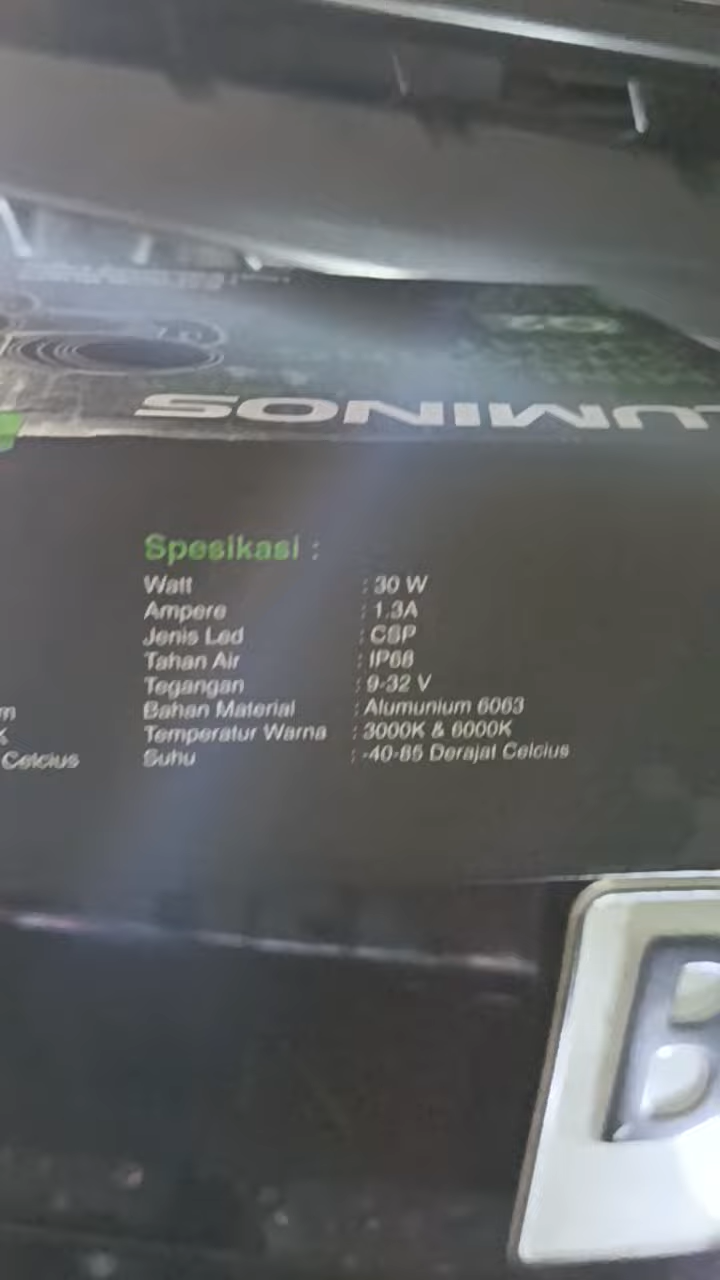 LUMINOS
Spesikasi :
Watt : 30 W
Ampere : 1.3A
Jenis Led : CSP
Tahan Air : IP68
Tegangan : 9-32 V
Bahan Material : Alumunium 6063
Temperatur Warna : 3000K & 6000K
Suhu : -40-85 Derajat Celcius
m
K
Celcius
B